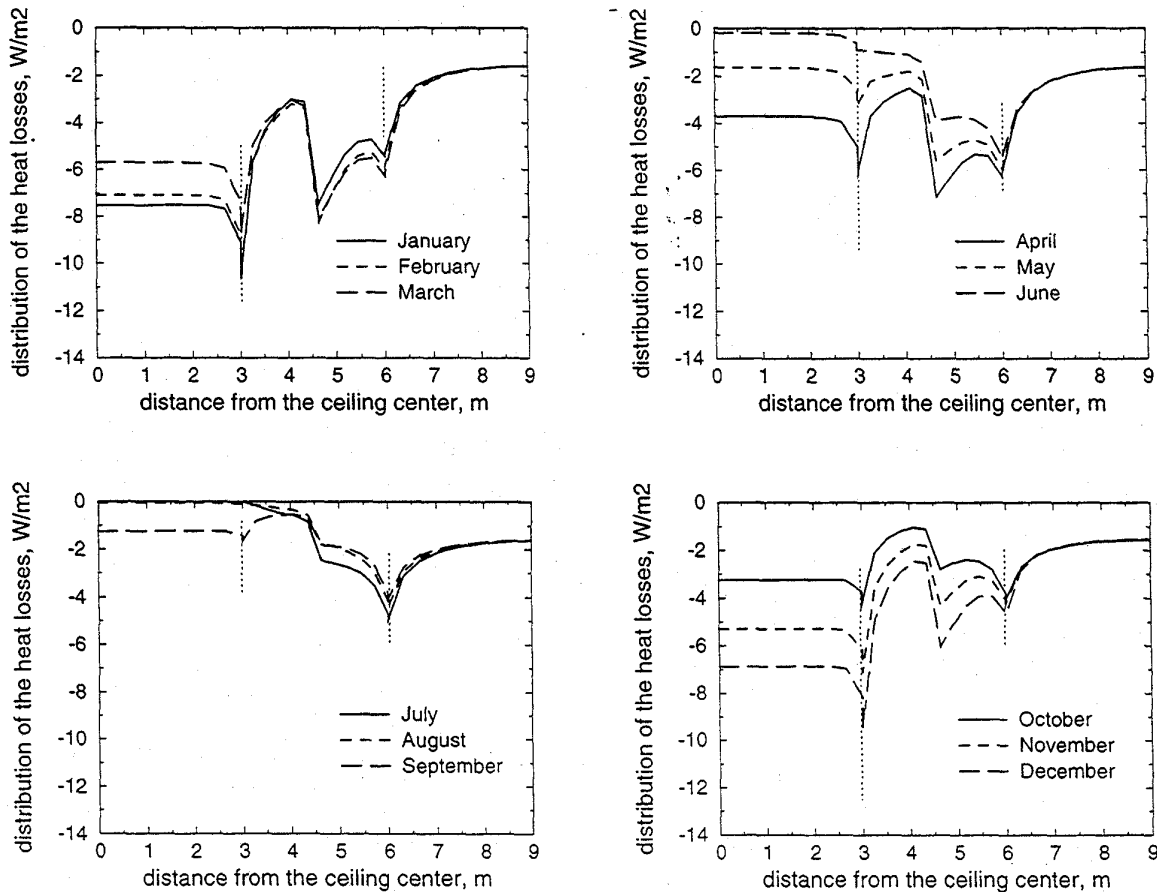 distribution of the heat losses, W/m2
0
-2
-4
-6
-8
-10
-12
-14
January
February
March
0 1 2 3 4 5 6 7 8 9
distance from the ceiling center, m
distribution of the heat losses, W/m2
0
-2
-4
-6
-8
-10
-12
-14
April
May
June
0 1 2 3 4 5 6 7 8 9
distance from the ceiling center, m
distribution of the heat losses, W/m2
0
-2
-4
-6
-8
-10
-12
-14
July
August
September
0 1 2 3 4 5 6 7 8 9
distance from the ceiling center, m
distribution of the heat losses, W/m2
0
-2
-4
-6
-8
-10
-12
-14
October
November
December
0 1 2 3 4 5 6 7 8 9
distance from the ceiling center, m